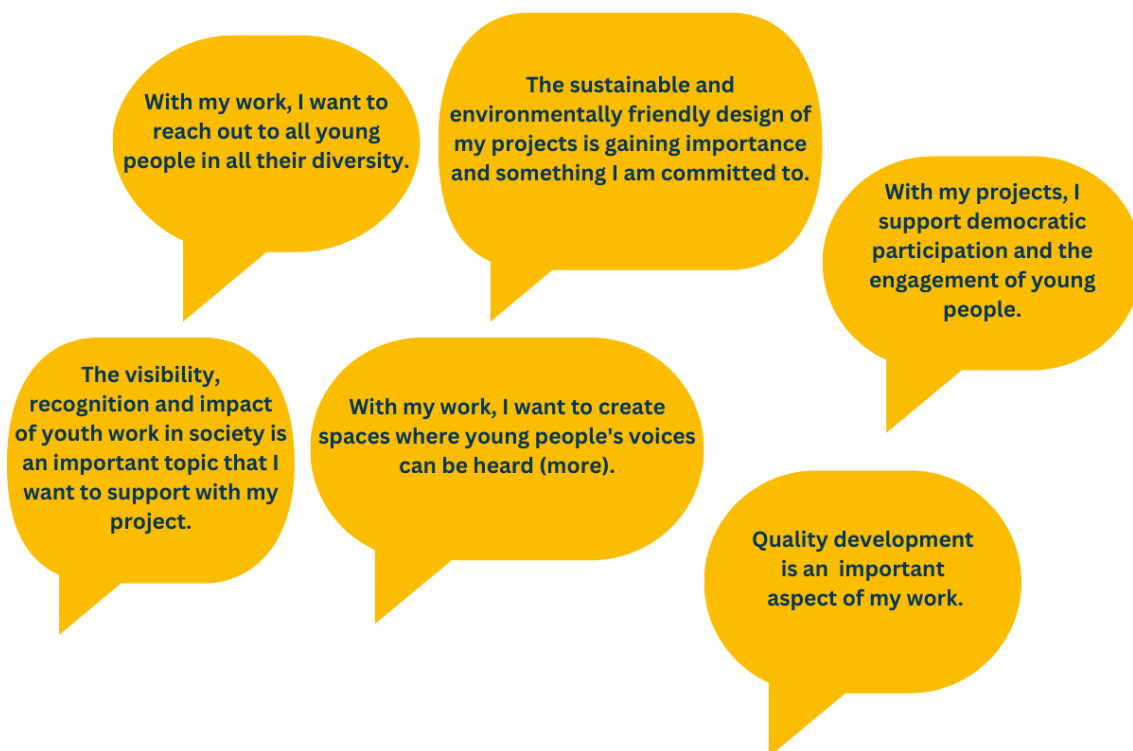 With my work, I want to
reach out to all young
people in all their diversity.
The sustainable and
environmentally friendly design of
my projects is gaining importance
and something I am committed to.
With my projects, I
support democratic
participation and the
engagement of young
people.
The visibility,
recognition and impact
of youth work in society is
an important topic that I
want to support with my
project.
With my work, I want to create
spaces where young people's voices
can be heard (more).
Quality development
is an important
aspect of my work.